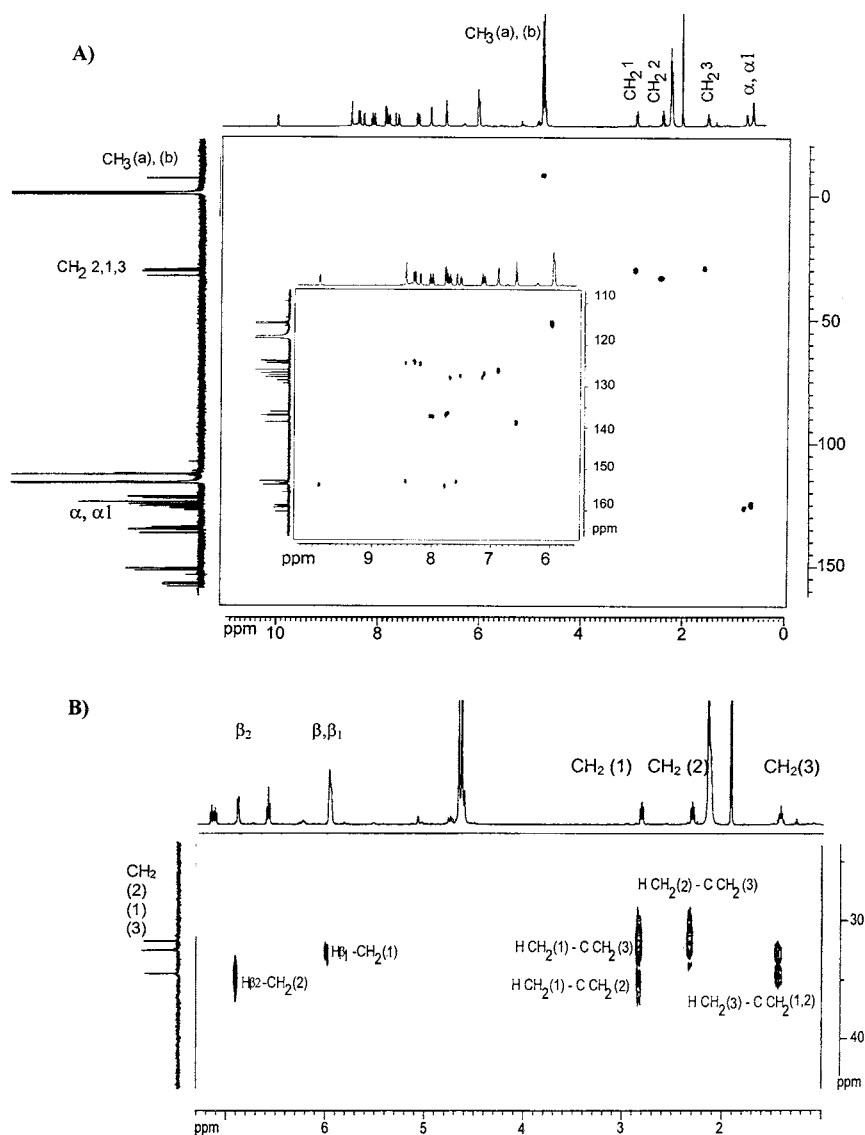 A)
CH3 (a), (b)
CH2 1
CH2 2
CH2 3
α, α1
CH3 (a), (b)
CH2 2,1,3
α, α1
0
50
100
150
110
120
130
140
150
160
ppm
ppm 9 8 7 6
ppm 10 8 6 4 2 0
B)
β2
β,β1
CH2 (1)
CH2 (2)
CH2(3)
CH2
(2)
(1)
(3)
H CH2(2) - C CH2(3)
30
Hβ1-CH2(1)
H CH2(1) - C CH2(3)
Hβ2-CH2(2)
H CH2(1) - C CH2(2)
H CH2(3) - C CH2(1,2)
40
ppm
ppm 6 5 4 3 2